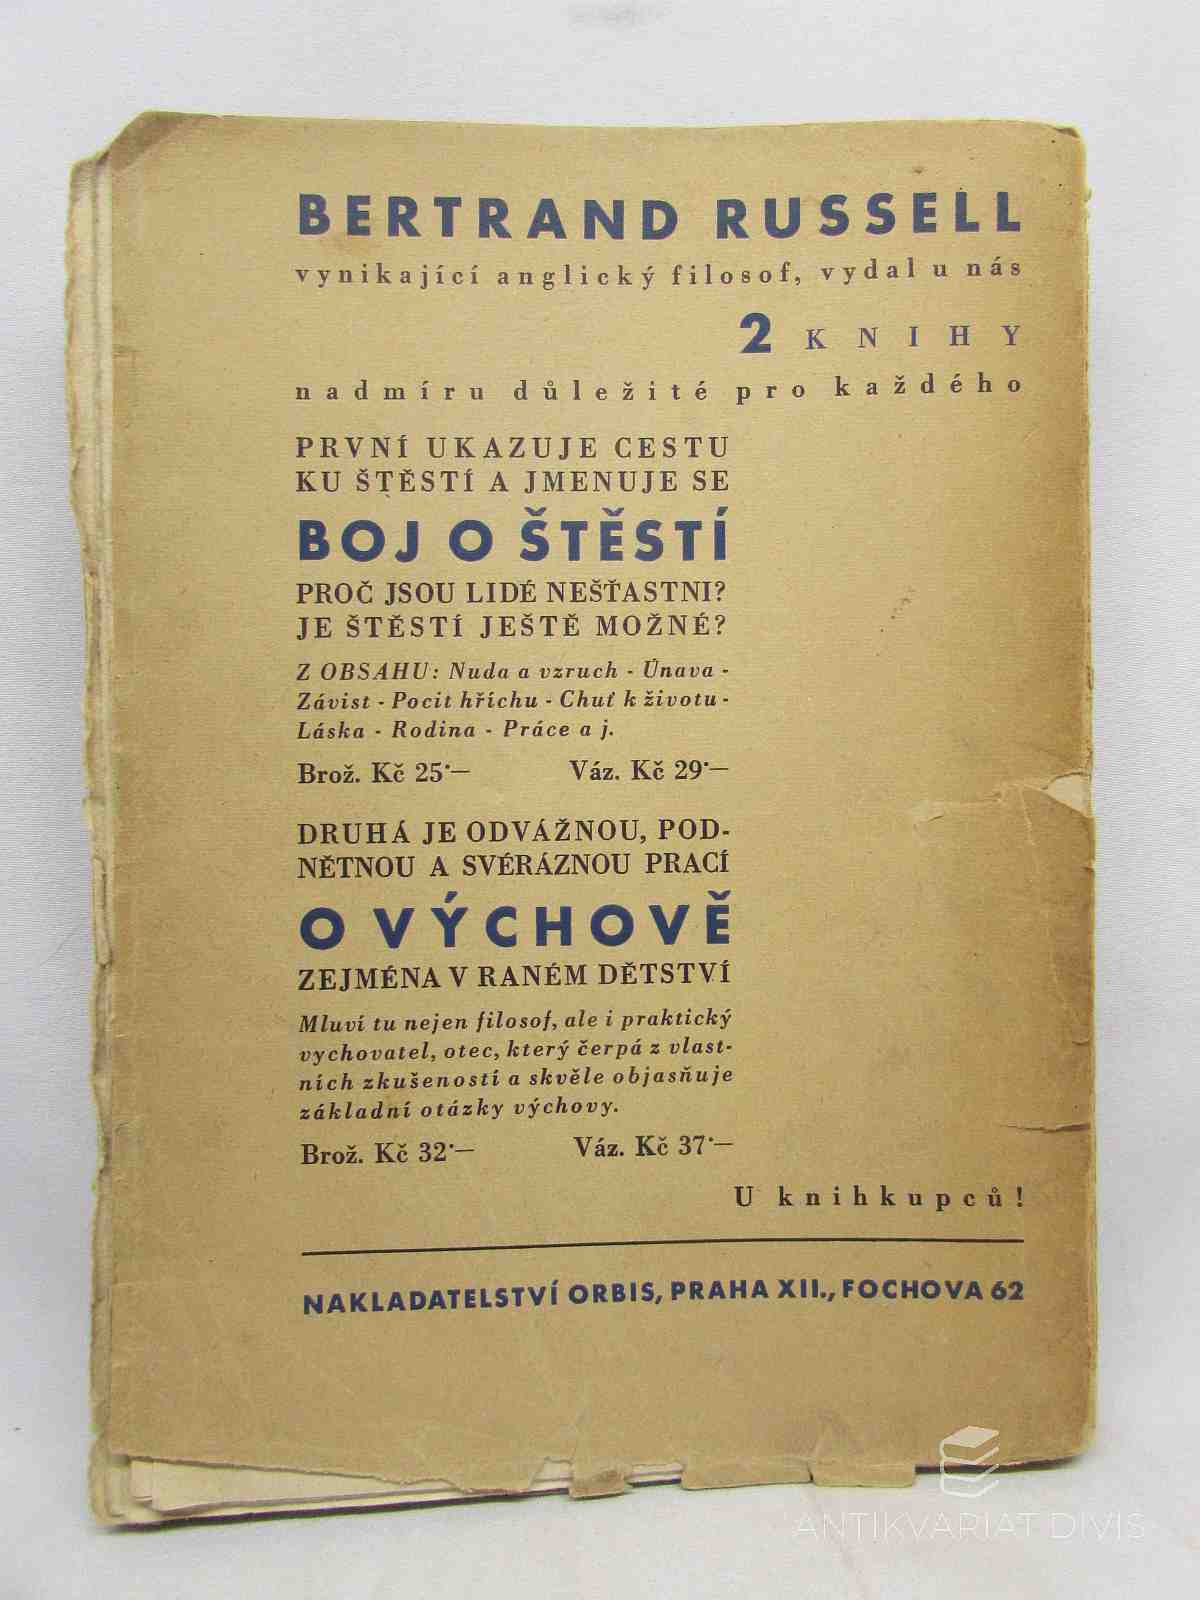 BERTRAND RUSSELL
vynikající anglický filosof, vydal u nás
2 KNIHY
nadmíru důležité pro každého
PRVNÍ UKAZUJE CESTU
KU ŠTĚSTÍ A JMENUJE SE
BOJ O ŠTĚSTÍ
PROČ JSOU LIDÉ NEŠŤASTNI?
JE ŠTĚSTÍ JEŠTĚ MOŽNÉ?
Z OBSAHU: Nuda a vzruch - Únava -
Závist - Pocit hříchu - Chuť k životu -
Láska - Rodina - Práce a j.
Brož. Kč 25·— Váz. Kč 29·—
DRUHÁ JE ODVÁŽNOU, POD-
NĚTNOU A SVÉRÁZNOU PRACÍ
O VÝCHOVĚ
ZEJMÉNA V RANÉM DĚTSTVÍ
Mluví tu nejen filosof, ale i praktický
vychovatel, otec, který čerpá z vlast-
ních zkušeností a skvěle objasňuje
základní otázky výchovy.
Brož. Kč 32·— Váz. Kč 37·—
U knihkupců!
NAKLADATELSTVÍ ORBIS, PRAHA XII., FOCHOVA 62
ANTIKVARIAT DIVIS